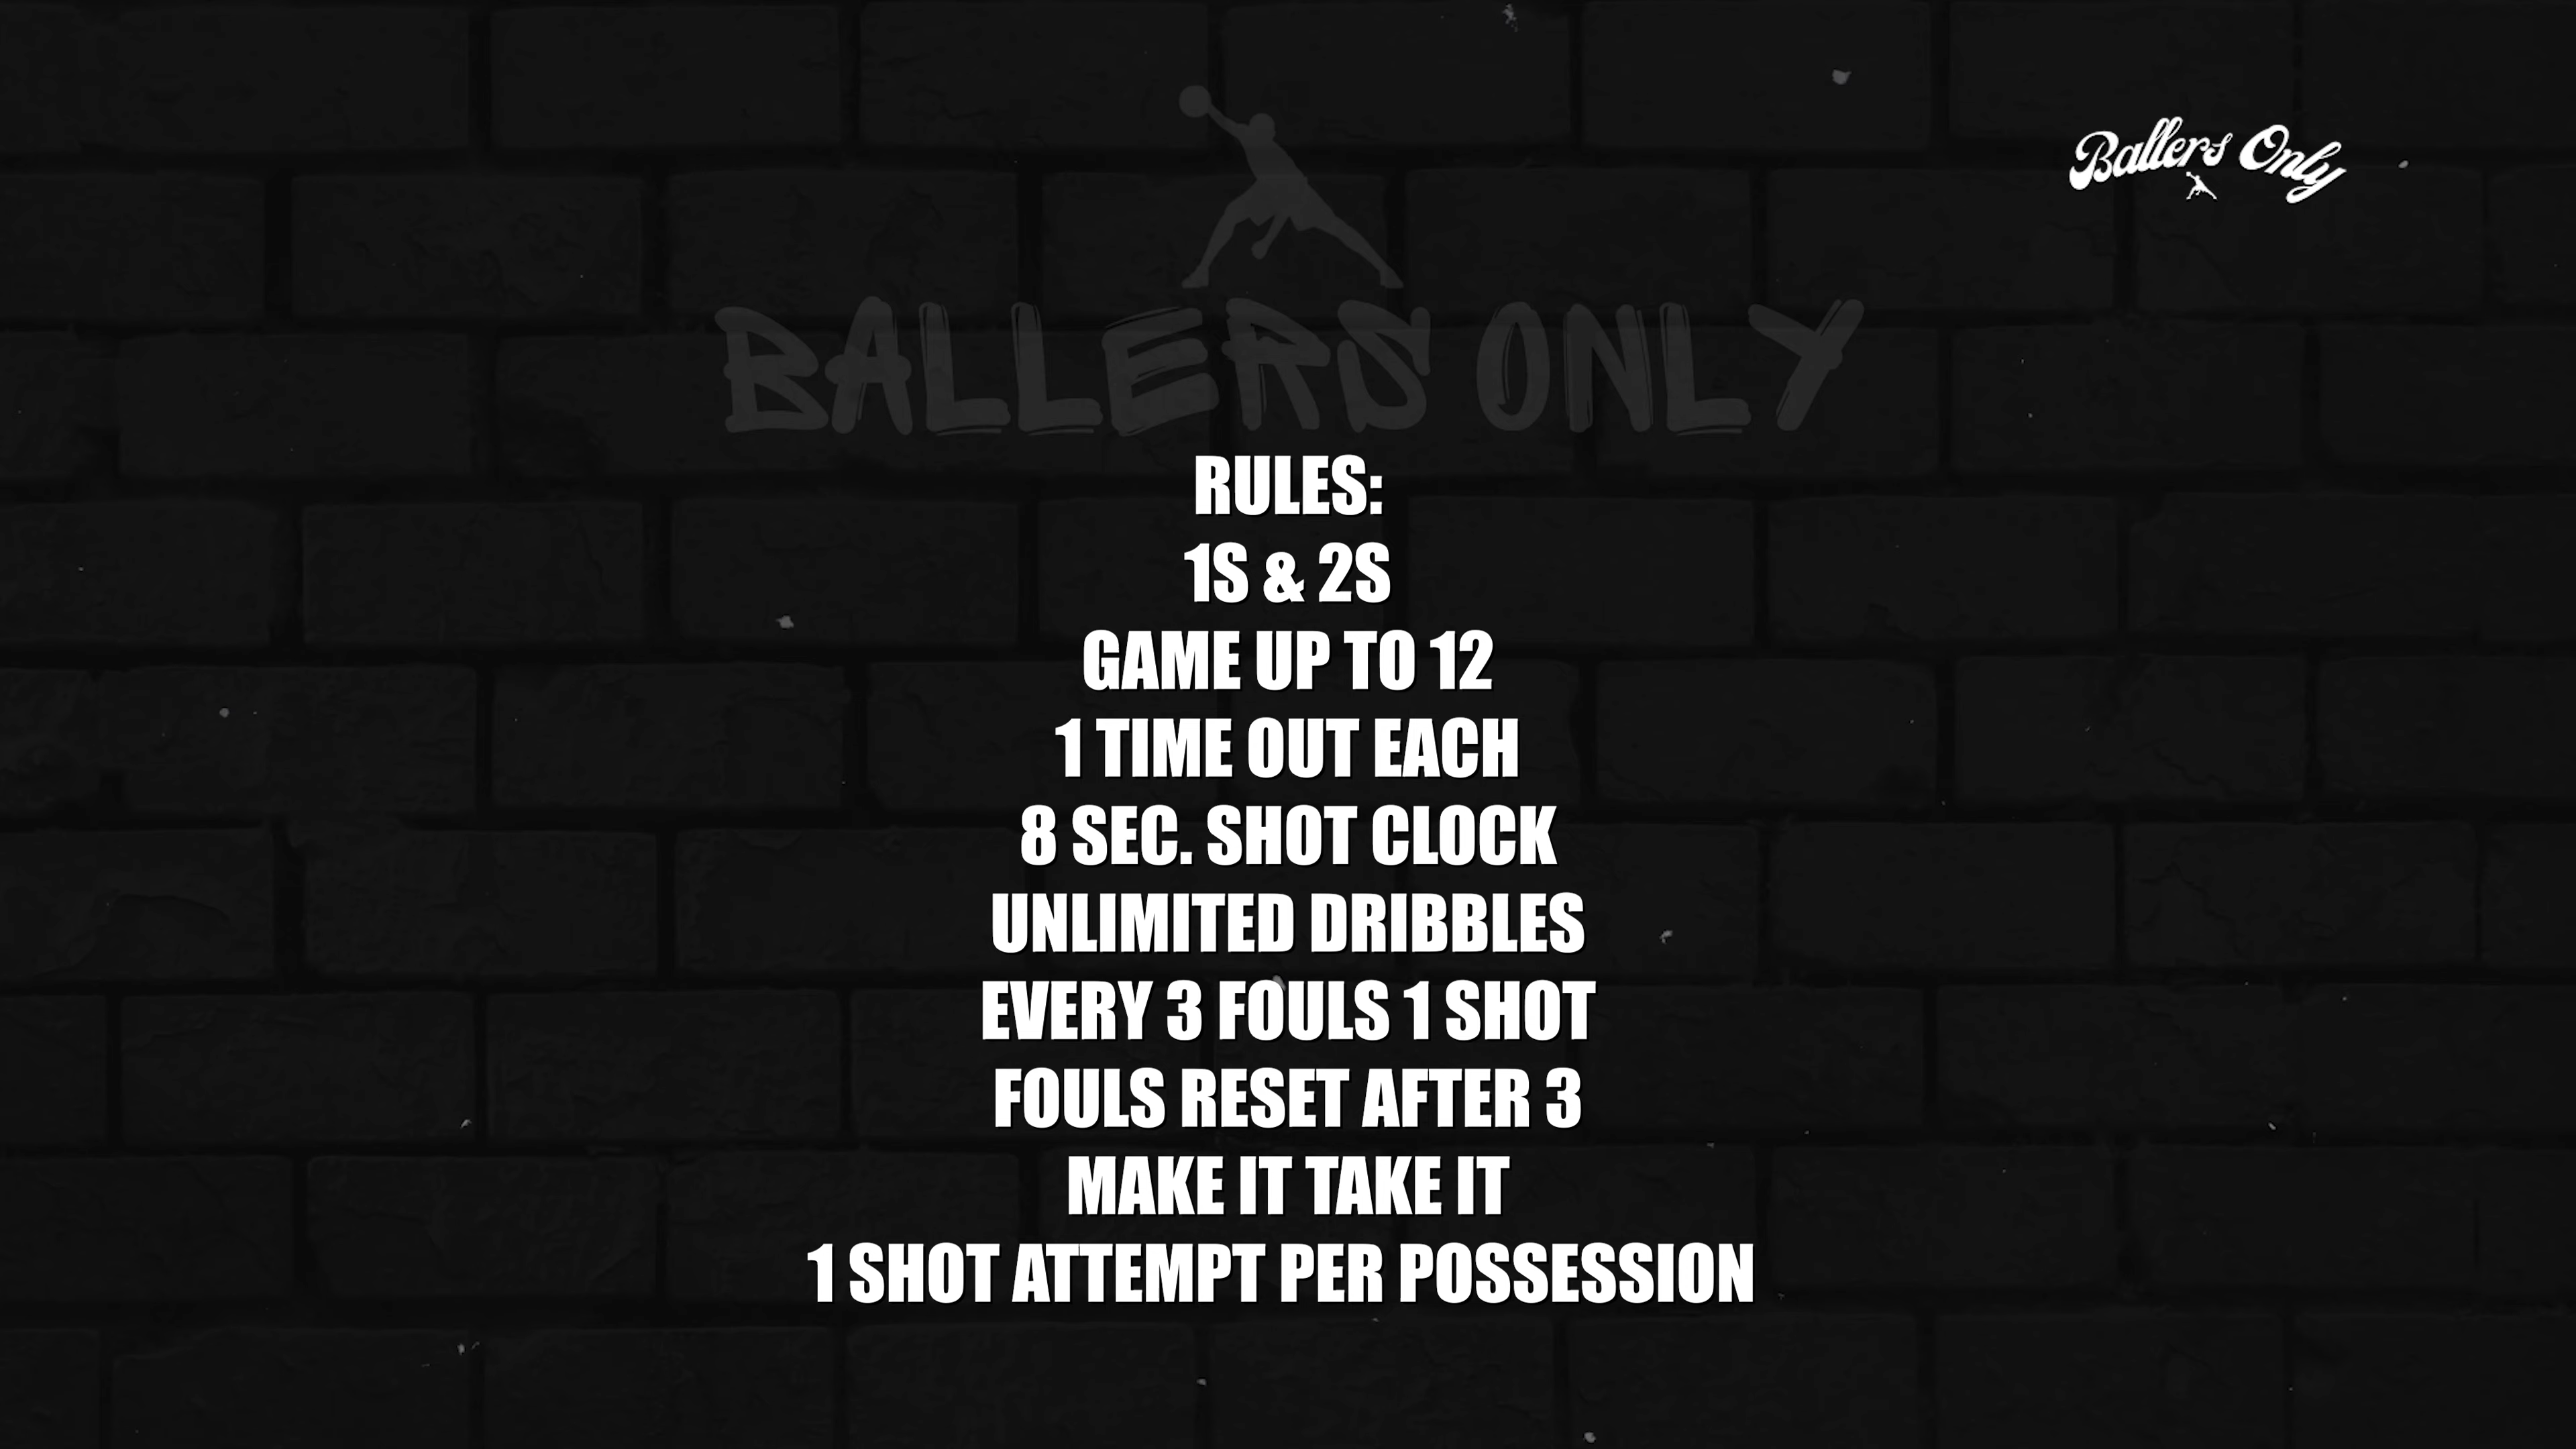 Ballers Only
BALLERS ONLY
RULES:
1S & 2S
GAME UP TO 12
1 TIME OUT EACH
8 SEC. SHOT CLOCK
UNLIMITED DRIBBLES
EVERY 3 FOULS 1 SHOT
FOULS RESET AFTER 3
MAKE IT TAKE IT
1 SHOT ATTEMPT PER POSSESSION